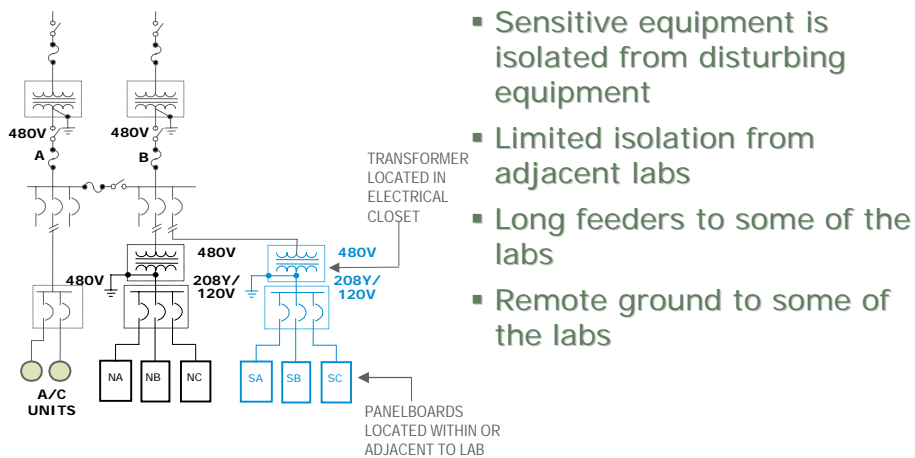 480V
480V
A
B
TRANSFORMER
LOCATED IN
ELECTRICAL
CLOSET
480V
480V
480V
208Y/
120V
208Y/
120V
NA
NB
NC
SA
SB
SC
A/C
UNITS
PANELBOARDS
LOCATED WITHIN OR
ADJACENT TO LAB
▪ Sensitive equipment is
isolated from disturbing
equipment
▪ Limited isolation from
adjacent labs
▪ Long feeders to some of the
labs
▪ Remote ground to some of
the labs